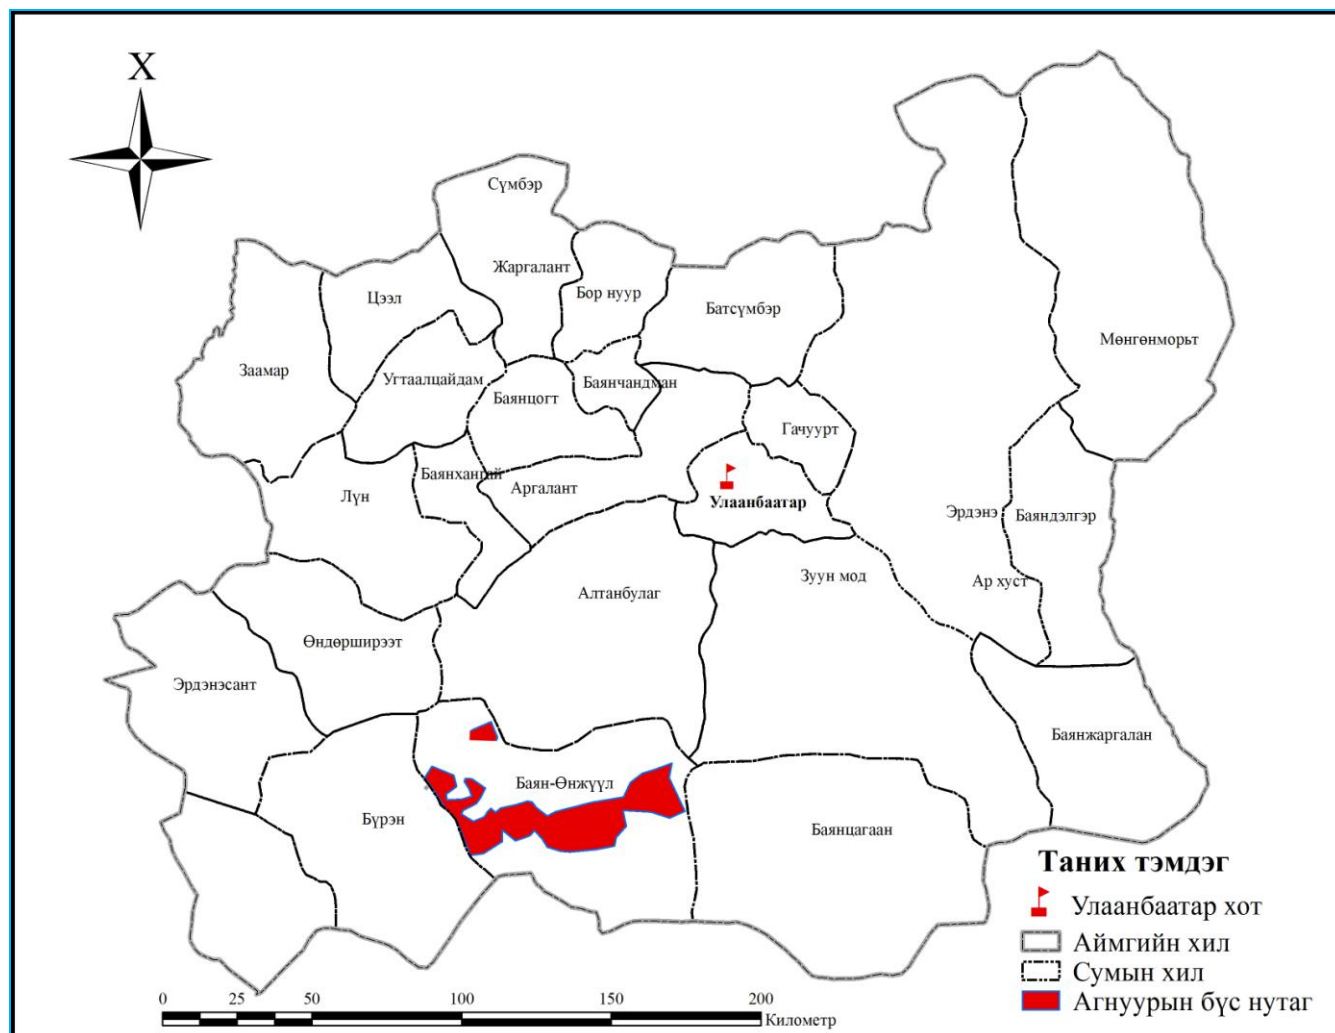 Х
Сүмбэр
Жаргалант
Цээл
Бор нуур
Батсүмбэр
Мөнгөнморьт
Заамар
Угтаалцайдам
Баянчандман
Баянцогт
Гачуурт
Баянхангай
Аргалант
Лүн
Улаанбаатар
Эрдэнэ
Баяндэлгэр
Зуун мод
Ар хуст
Алтанбулаг
Өндөрширээт
Эрдэнэсант
Баянжаргалан
Баян-Өнжүүл
Бүрэн
Баянцагаан
Таних тэмдэг
Улаанбаатар хот
Аймгийн хил
Сумын хил
Агнуурын бүс нутаг
0 25 50 100 150 200
Километр